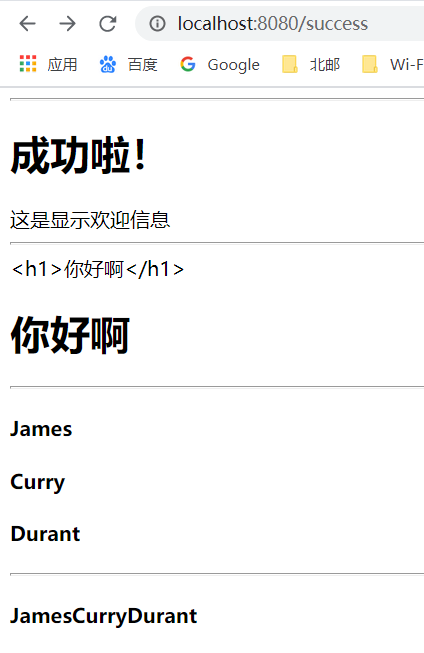 localhost:8080/success
应用 百度 Google 北邮 Wi-F
成功啦！
这是显示欢迎信息
<h1>你好啊</h1>
你好啊
James
Curry
Durant
JamesCurryDurant